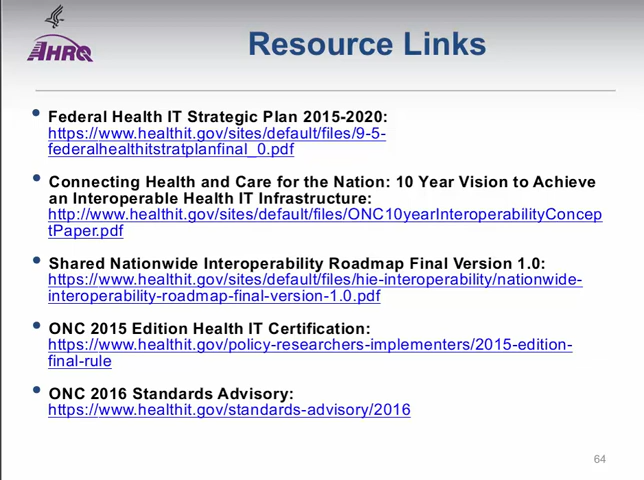 AHRQ
Resource Links
• Federal Health IT Strategic Plan 2015-2020:
https://www.healthit.gov/sites/default/files/9-5-
federalhealthitstratplanfinal_0.pdf
• Connecting Health and Care for the Nation: 10 Year Vision to Achieve
an Interoperable Health IT Infrastructure:
http://www.healthit.gov/sites/default/files/ONC10yearInteroperabilityConcep
tPaper.pdf
• Shared Nationwide Interoperability Roadmap Final Version 1.0:
https://www.healthit.gov/sites/default/files/hie-interoperability/nationwide-
interoperability-roadmap-final-version-1.0.pdf
• ONC 2015 Edition Health IT Certification:
https://www.healthit.gov/policy-researchers-implementers/2015-edition-
final-rule
• ONC 2016 Standards Advisory:
https://www.healthit.gov/standards-advisory/2016
64